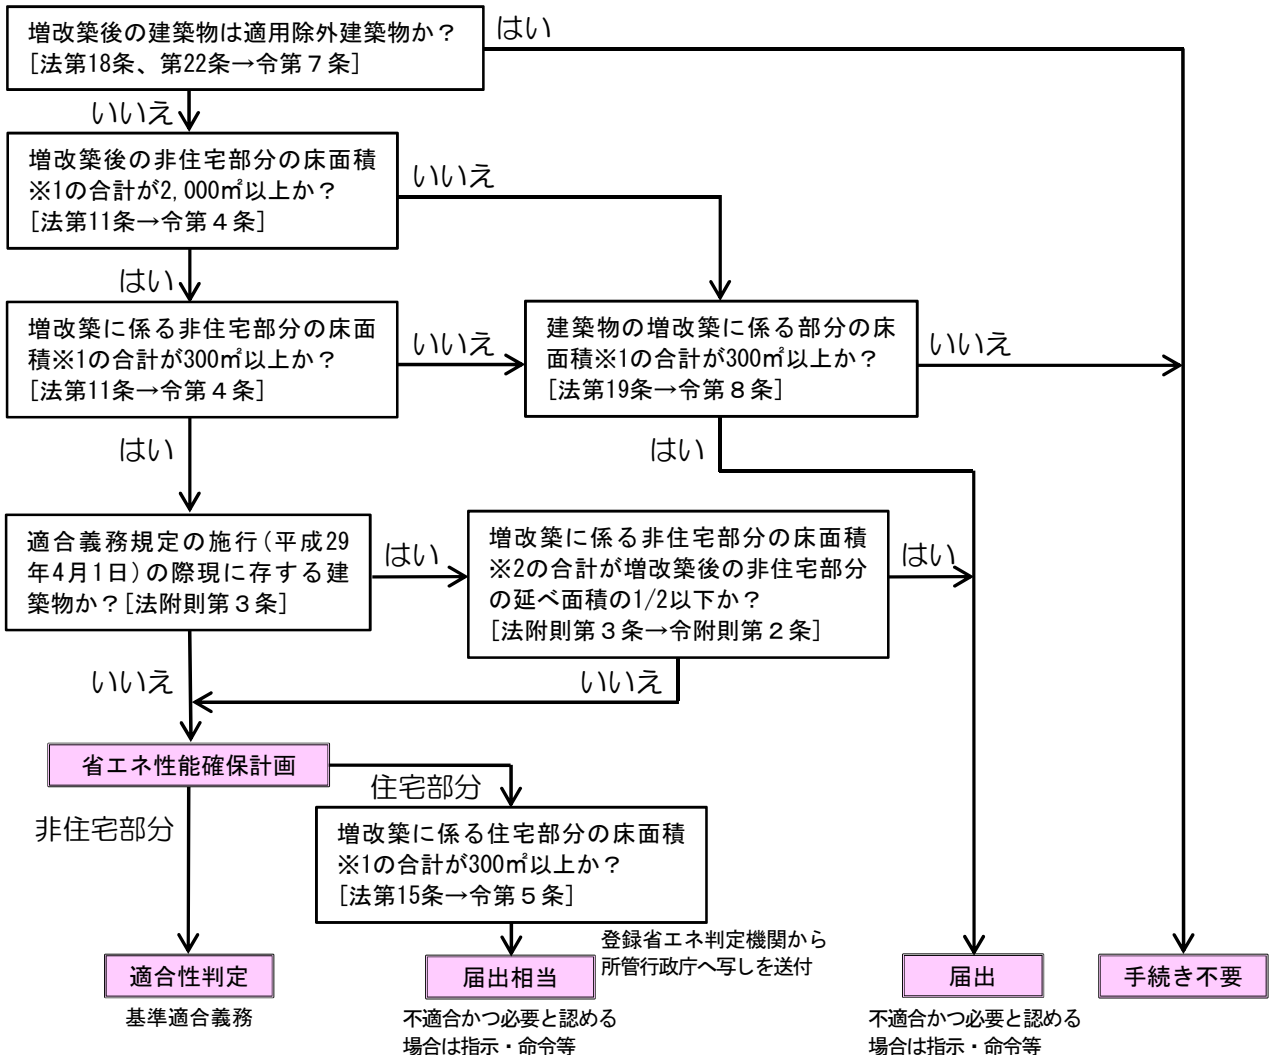 増改築後の建築物は適用除外建築物か？
[法第18条、第22条→令第７条]
はい
いいえ
増改築後の非住宅部分の床面積
※1の合計が2,000㎡以上か？
[法第11条→令第４条]
いいえ
はい
増改築に係る非住宅部分の床面
積※1の合計が300㎡以上か？
[法第11条→令第４条]
いいえ
建築物の増改築に係る部分の床
面積※1の合計が300㎡以上か？
[法第19条→令第８条]
いいえ
はい
はい
適合義務規定の施行(平成29
年4月1日)の際現に存する建
築物か？[法附則第３条]
はい
増改築に係る非住宅部分の床面積
※2の合計が増改築後の非住宅部分
の延べ面積の1/2以下か？
[法附則第３条→令附則第２条]
はい
いいえ
いいえ
省エネ性能確保計画
住宅部分
非住宅部分
増改築に係る住宅部分の床面積
※1の合計が300㎡以上か？
[法第15条→令第５条]
登録省エネ判定機関から
所管行政庁へ写しを送付
適合性判定
基準適合義務
届出相当
不適合かつ必要と認める
場合は指示・命令等
届出
不適合かつ必要と認める
場合は指示・命令等
手続き不要